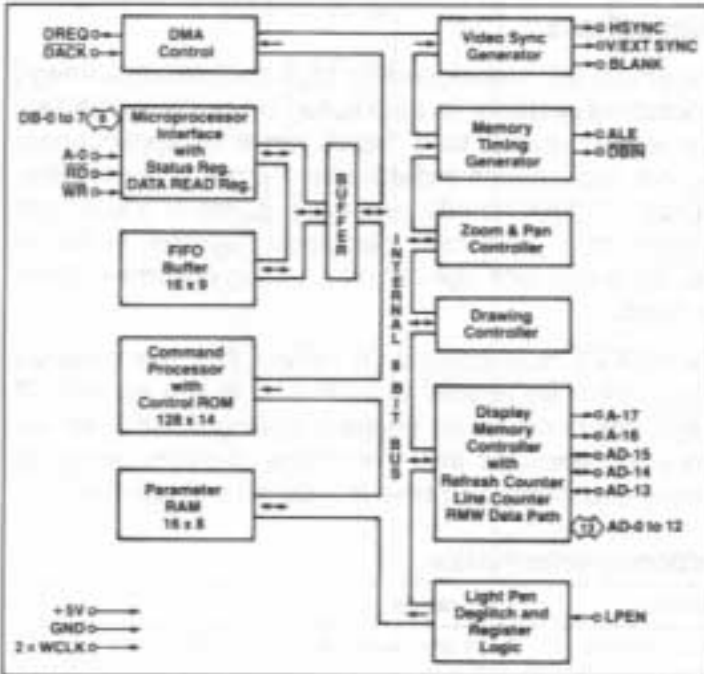 DREQ
DACK
DMA
Control
DB-0 to 7
8
A-0
RD
WR
Microprocessor
Interface
with
Status Reg.
DATA READ Reg.
FIFO
Buffer
16 x 9
Command
Processor
with
Control ROM
128 x 14
Parameter
RAM
16 x 8
+5V
GND
2 x WCLK
BUFFER
INTERNAL 8 BIT BUS
Video Sync
Generator
HSYNC
V/EXT SYNC
BLANK
Memory
Timing
Generator
ALE
DBIN
Zoom & Pan
Controller
Drawing
Controller
Display
Memory
Controller
with
Refresh Counter
Line Counter
RMW Data Path
A-17
A-16
AD-15
AD-14
AD-13
13
AD-0 to 12
Light Pen
Deglitch and
Register
Logic
LPEN